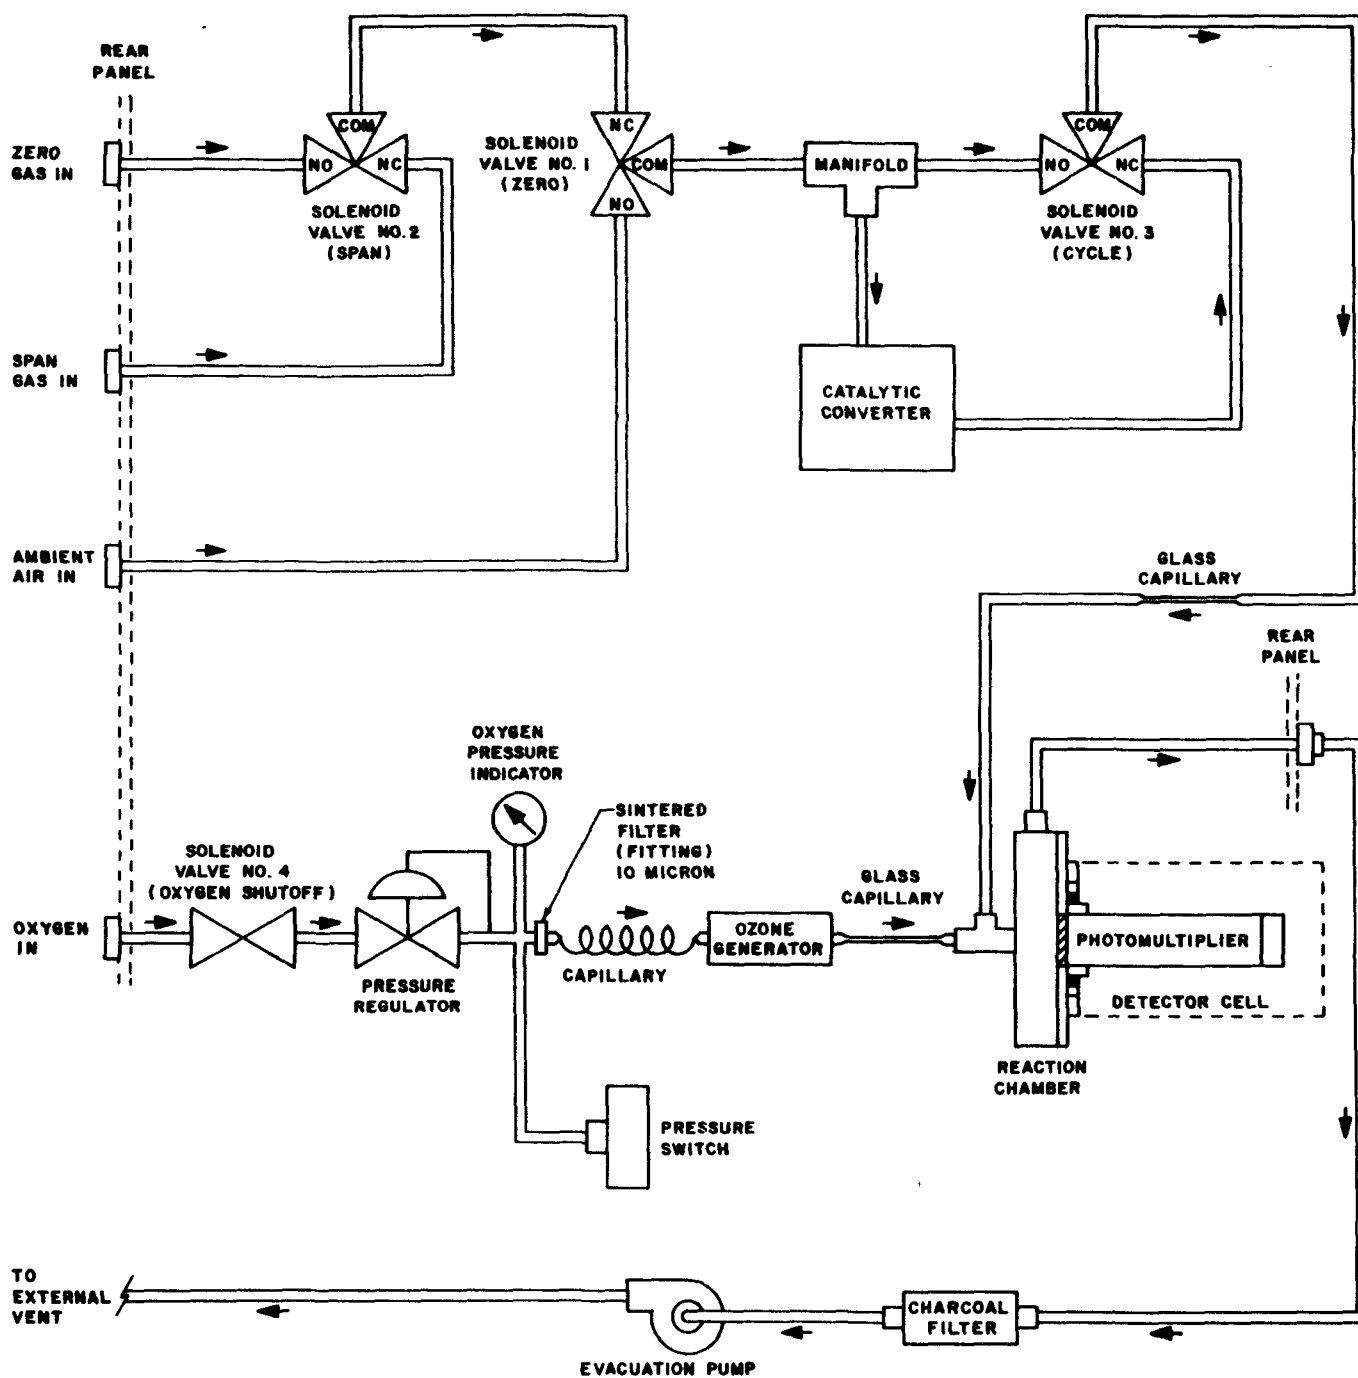 REAR
PANEL
ZERO
GAS IN
COM
NO
NC
SOLENOID
VALVE NO. 2
(SPAN)
SOLENOID
VALVE NO. 1
(ZERO)
NC
COM
NO
MANIFOLD
COM
NO
NC
SOLENOID
VALVE NO. 3
(CYCLE)
SPAN
GAS IN
CATALYTIC
CONVERTER
AMBIENT
AIR IN
GLASS
CAPILLARY
REAR
PANEL
OXYGEN
PRESSURE
INDICATOR
SINTERED
FILTER
(FITTING)
10 MICRON
SOLENOID
VALVE NO. 4
(OXYGEN SHUTOFF)
GLASS
CAPILLARY
OXYGEN
IN
OZONE
GENERATOR
PHOTOMULTIPLIER
CAPILLARY
PRESSURE
REGULATOR
DETECTOR CELL
REACTION
CHAMBER
PRESSURE
SWITCH
TO
EXTERNAL
VENT
CHARCOAL
FILTER
EVACUATION PUMP